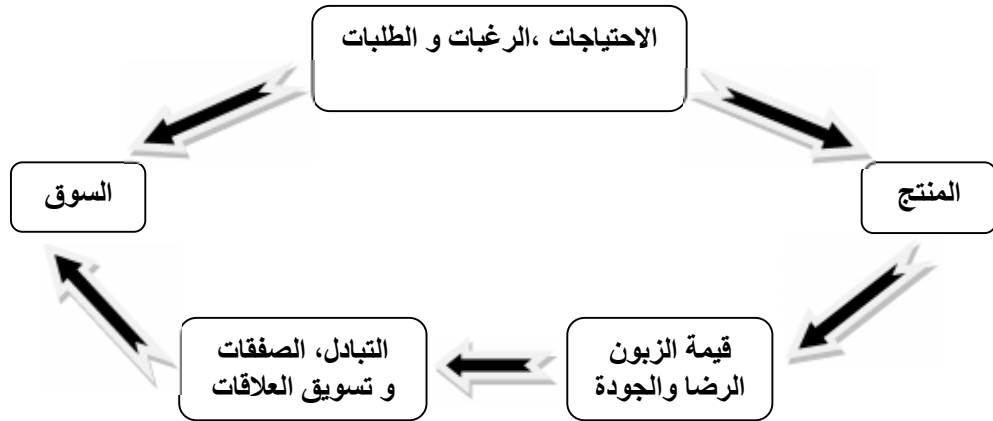 الاحتياجات ،الرغبات و الطلبات
المنتج
السوق
قيمة الزبون
الرضا والجودة
التبادل، الصفقات
و تسويق العلاقات